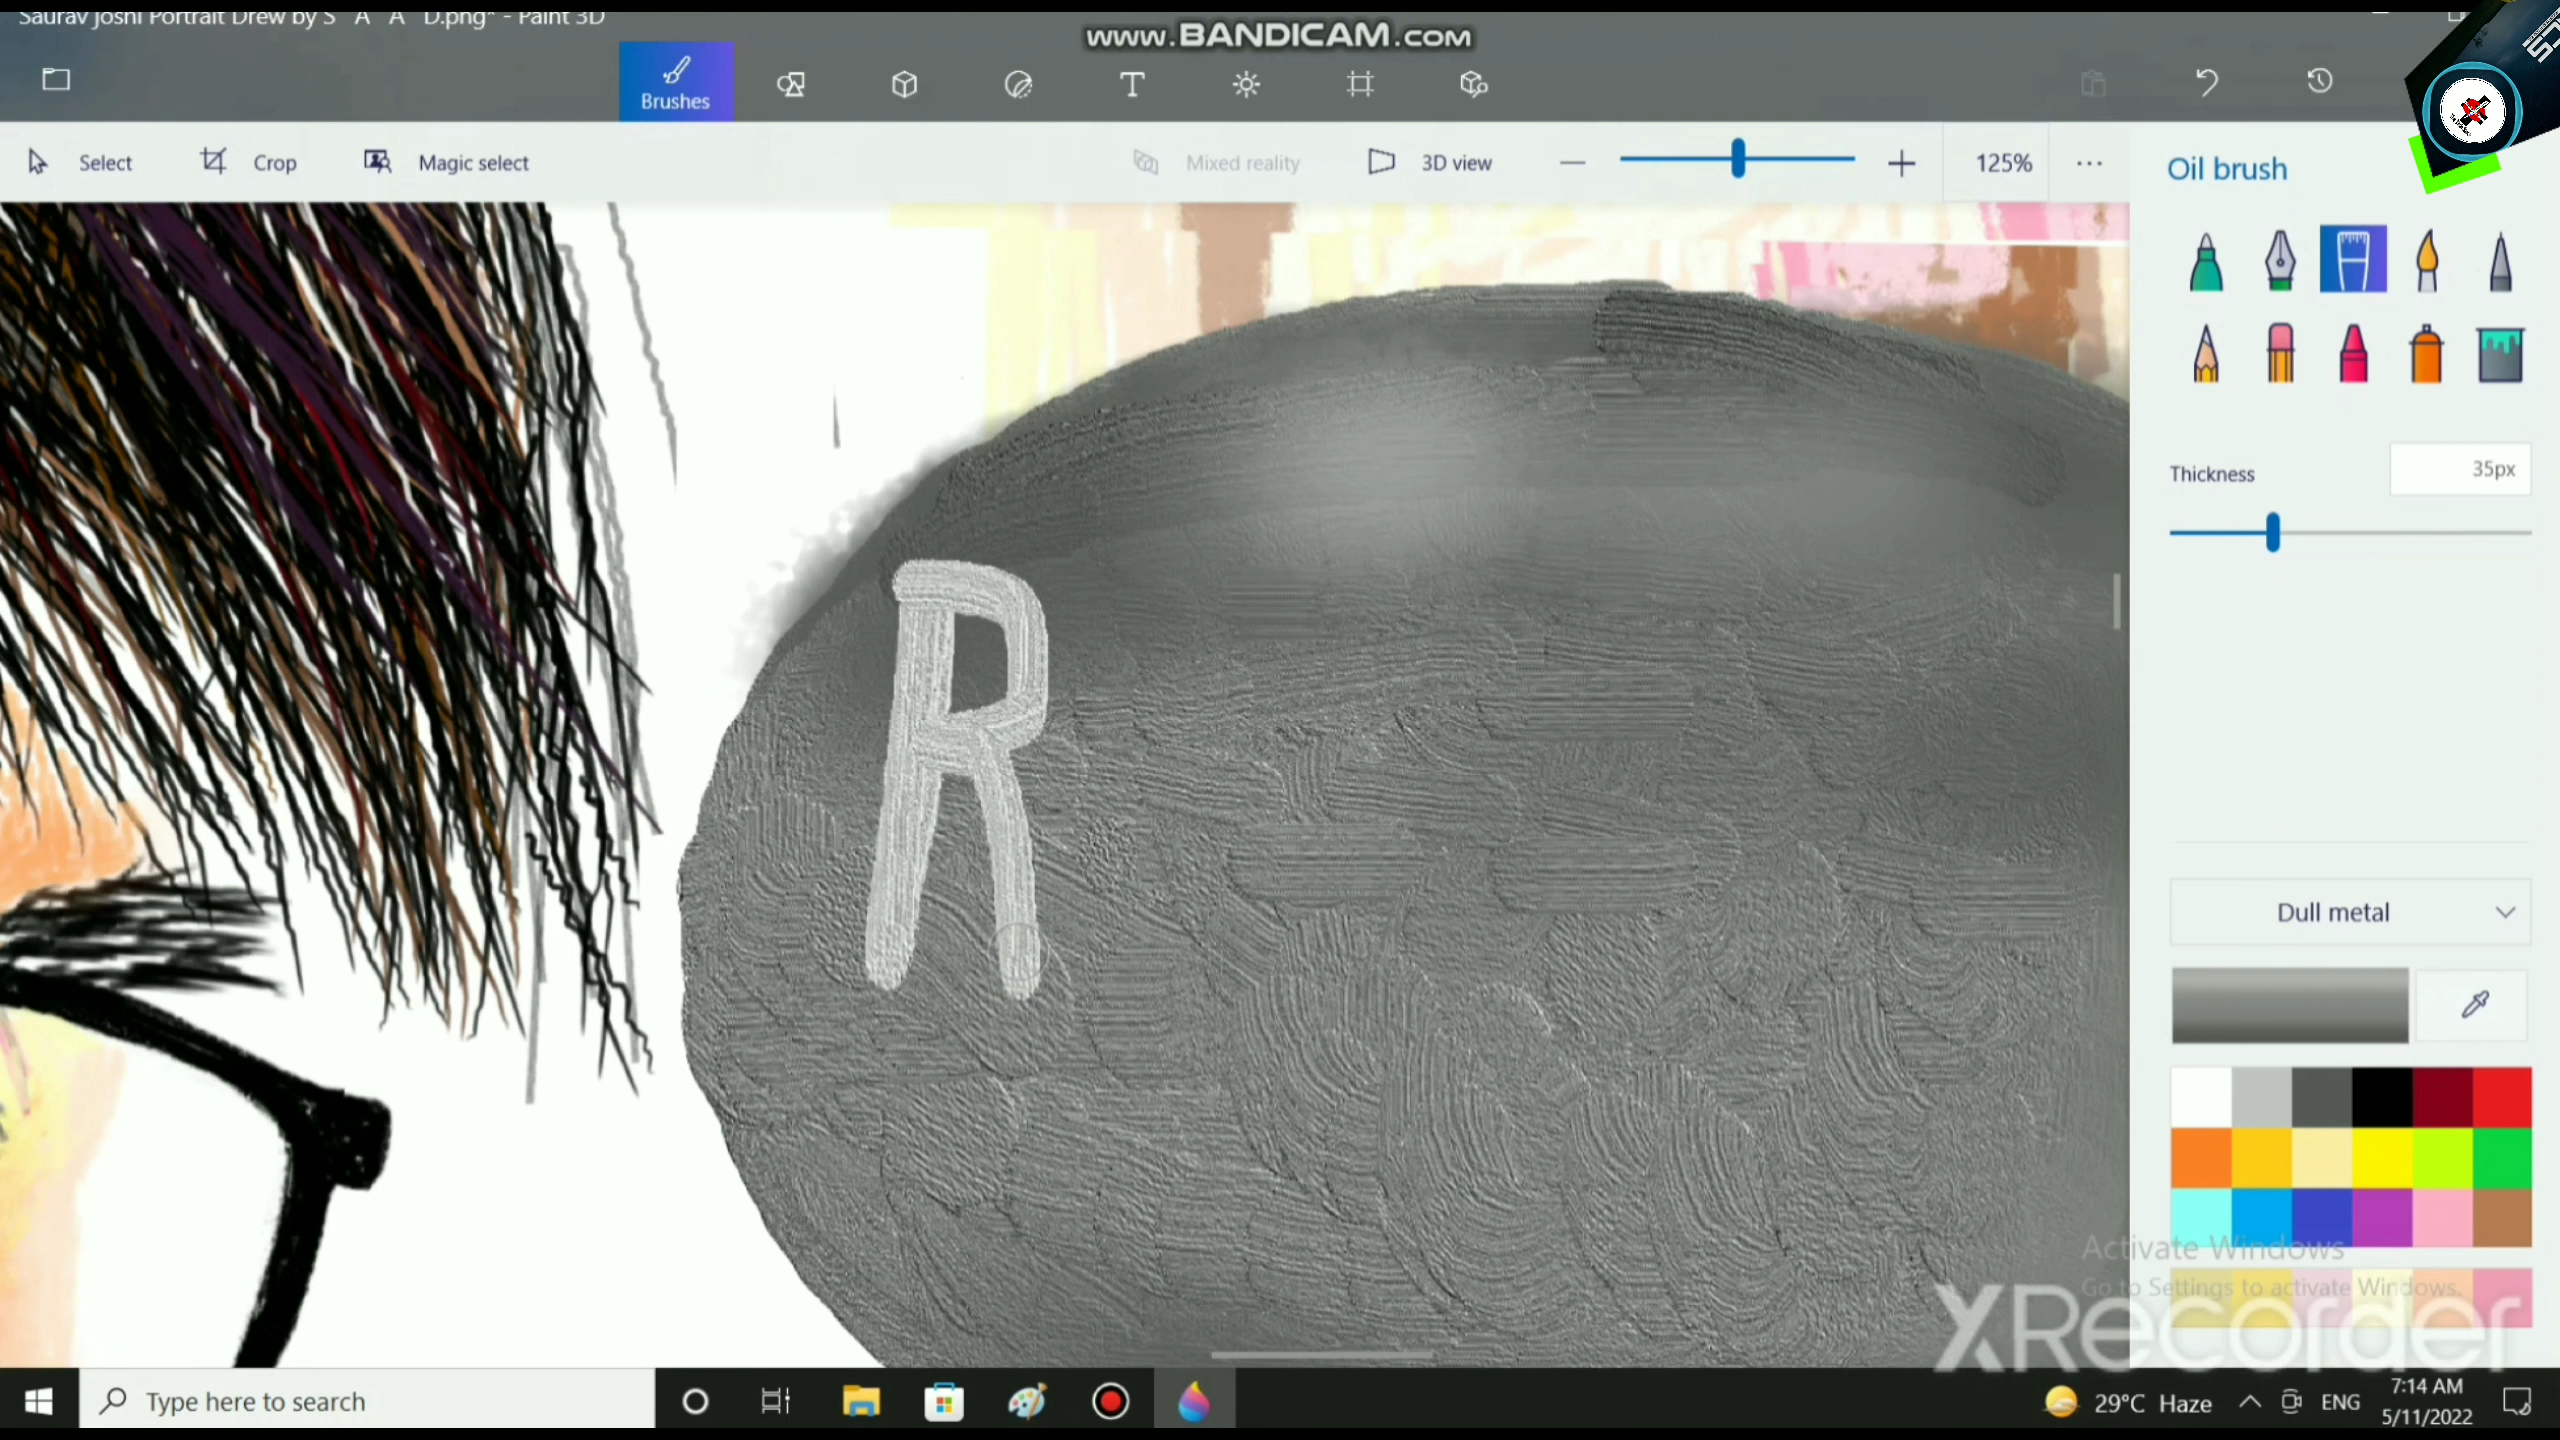 Saurav Joshi Portrait Drew by S A A D.png* - Paint 3D
www.BANDICAM.com
Brushes
Select Crop Magic select Mixed reality 3D view 125% ...
Oil brush
Thickness 35px
R
Dull metal
Activate Windows
Go to Settings to activate Windows.
XRecorder
Type here to search
29°C Haze ENG 7:14 AM
5/11/2022